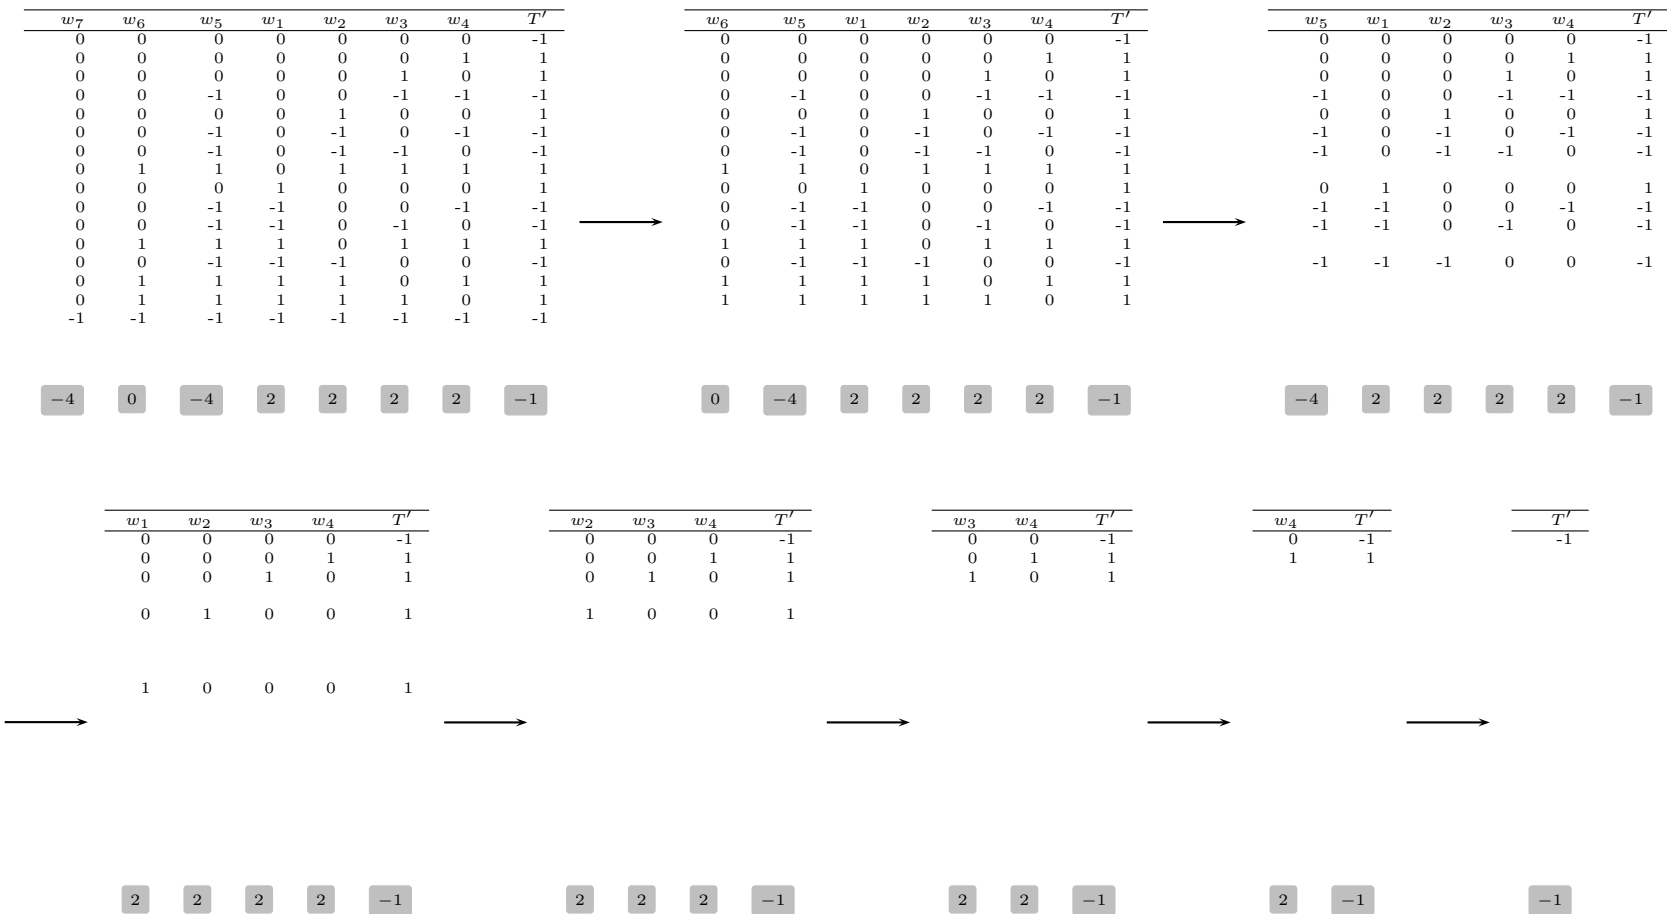 w7 w6 w5 w1 w2 w3 w4 T′
0 0 0 0 0 0 0 -1
0 0 0 0 0 0 1 1
0 0 0 0 0 1 0 1
0 0 -1 0 0 -1 -1 -1
0 0 0 0 1 0 0 1
0 0 -1 0 -1 0 -1 -1
0 0 -1 0 -1 -1 0 -1
0 1 1 0 1 1 1 1
0 0 0 1 0 0 0 1
0 0 -1 -1 0 0 -1 -1
0 0 -1 -1 0 -1 0 -1
0 1 1 1 0 1 1 1
0 0 -1 -1 -1 0 0 -1
0 1 1 1 1 0 1 1
0 1 1 1 1 1 0 1
-1 -1 -1 -1 -1 -1 -1 -1
−4 0 −4 2 2 2 2 −1
w6 w5 w1 w2 w3 w4 T′
0 0 0 0 0 0 -1
0 0 0 0 0 1 1
0 0 0 0 1 0 1
0 -1 0 0 -1 -1 -1
0 0 0 1 0 0 1
0 -1 0 -1 0 -1 -1
0 -1 0 -1 -1 0 -1
1 1 0 1 1 1 1
0 0 1 0 0 0 1
0 -1 -1 0 0 -1 -1
0 -1 -1 0 -1 0 -1
1 1 1 0 1 1 1
0 -1 -1 -1 0 0 -1
1 1 1 1 0 1 1
1 1 1 1 1 0 1
0 −4 2 2 2 2 −1
w5 w1 w2 w3 w4 T′
0 0 0 0 0 -1
0 0 0 0 1 1
0 0 0 1 0 1
-1 0 0 -1 -1 -1
0 0 1 0 0 1
-1 0 -1 0 -1 -1
-1 0 -1 -1 0 -1
0 1 0 0 0 1
-1 -1 0 0 -1 -1
-1 -1 0 -1 0 -1
-1 -1 -1 0 0 -1
−4 2 2 2 2 −1
w1 w2 w3 w4 T′
0 0 0 0 -1
0 0 0 1 1
0 0 1 0 1
0 1 0 0 1
1 0 0 0 1
2 2 2 2 −1
w2 w3 w4 T′
0 0 0 -1
0 0 1 1
0 1 0 1
1 0 0 1
2 2 2 −1
w3 w4 T′
0 0 -1
0 1 1
1 0 1
2 2 −1
w4 T′
0 -1
1 1
2 −1
T′
-1
−1